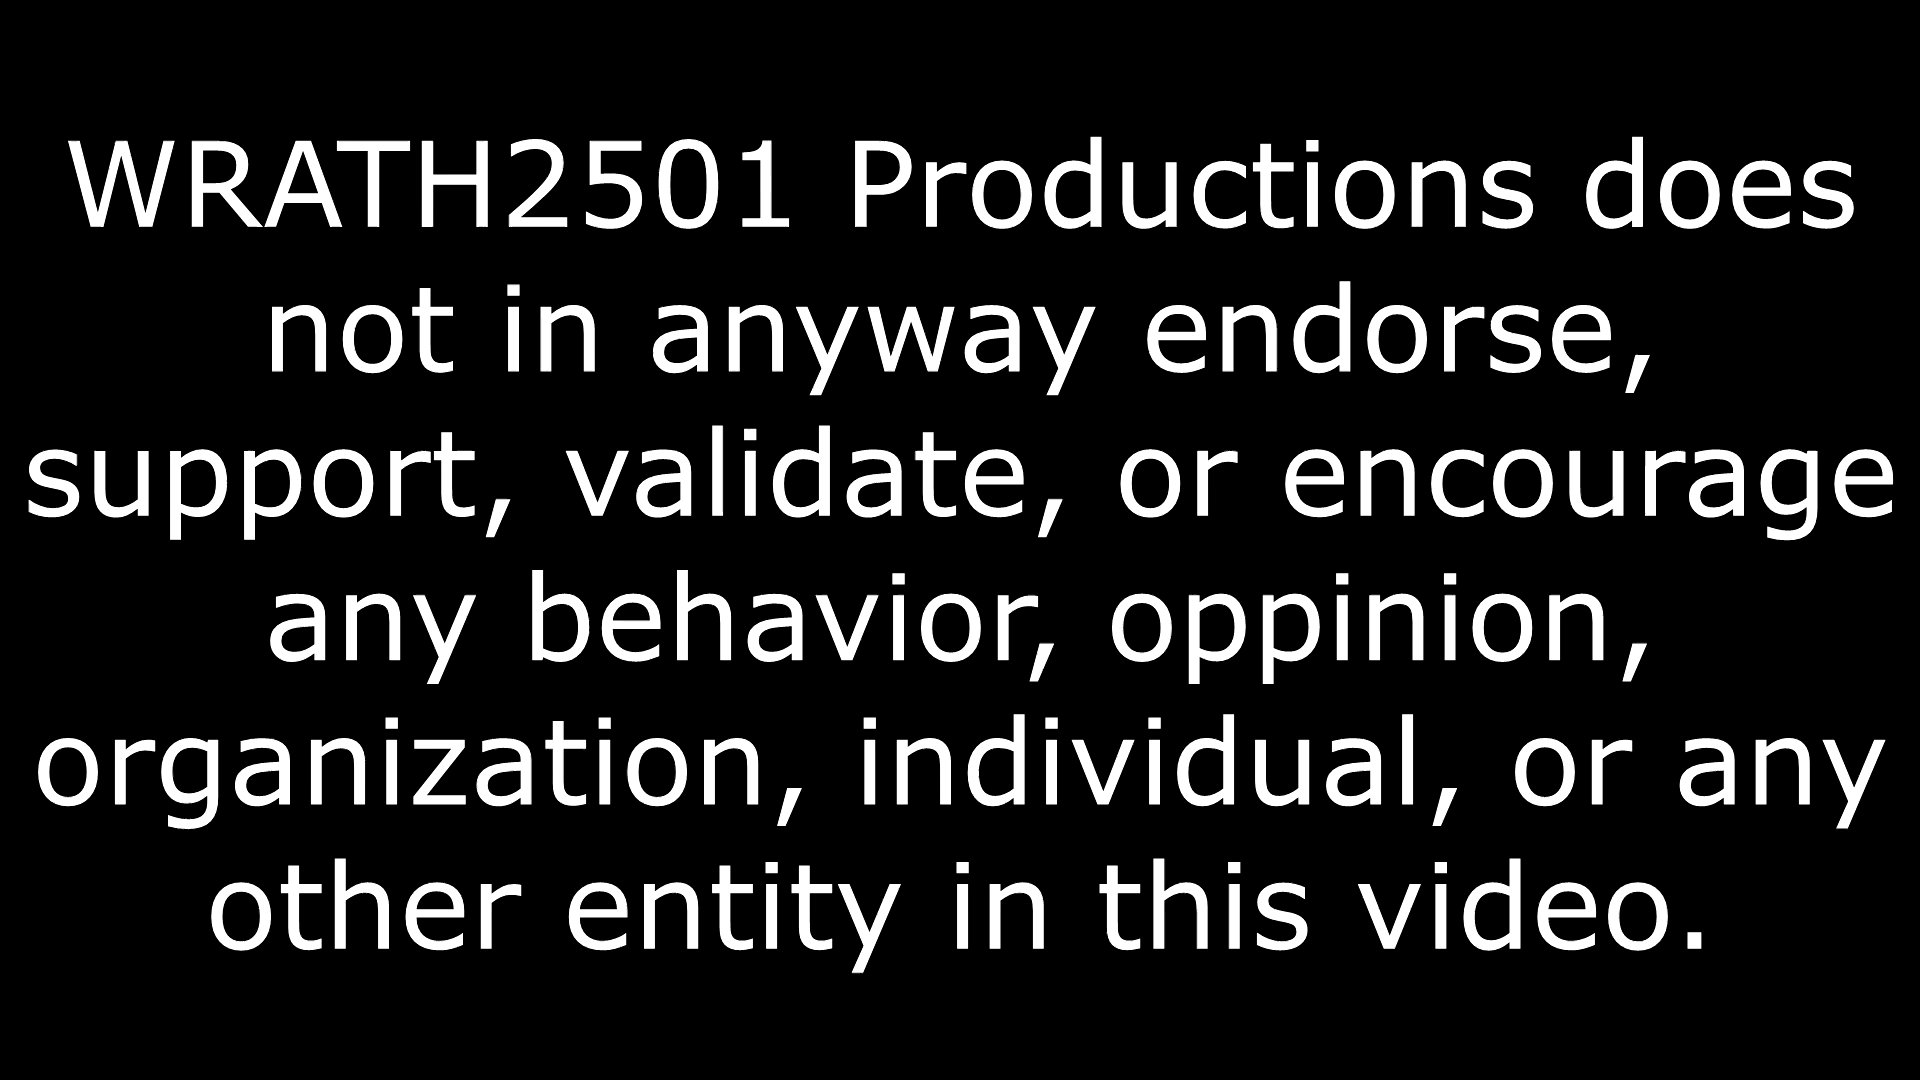 WRATH2501 Productions does
not in anyway endorse,
support, validate, or encourage
any behavior, oppinion,
organization, individual, or any
other entity in this video.